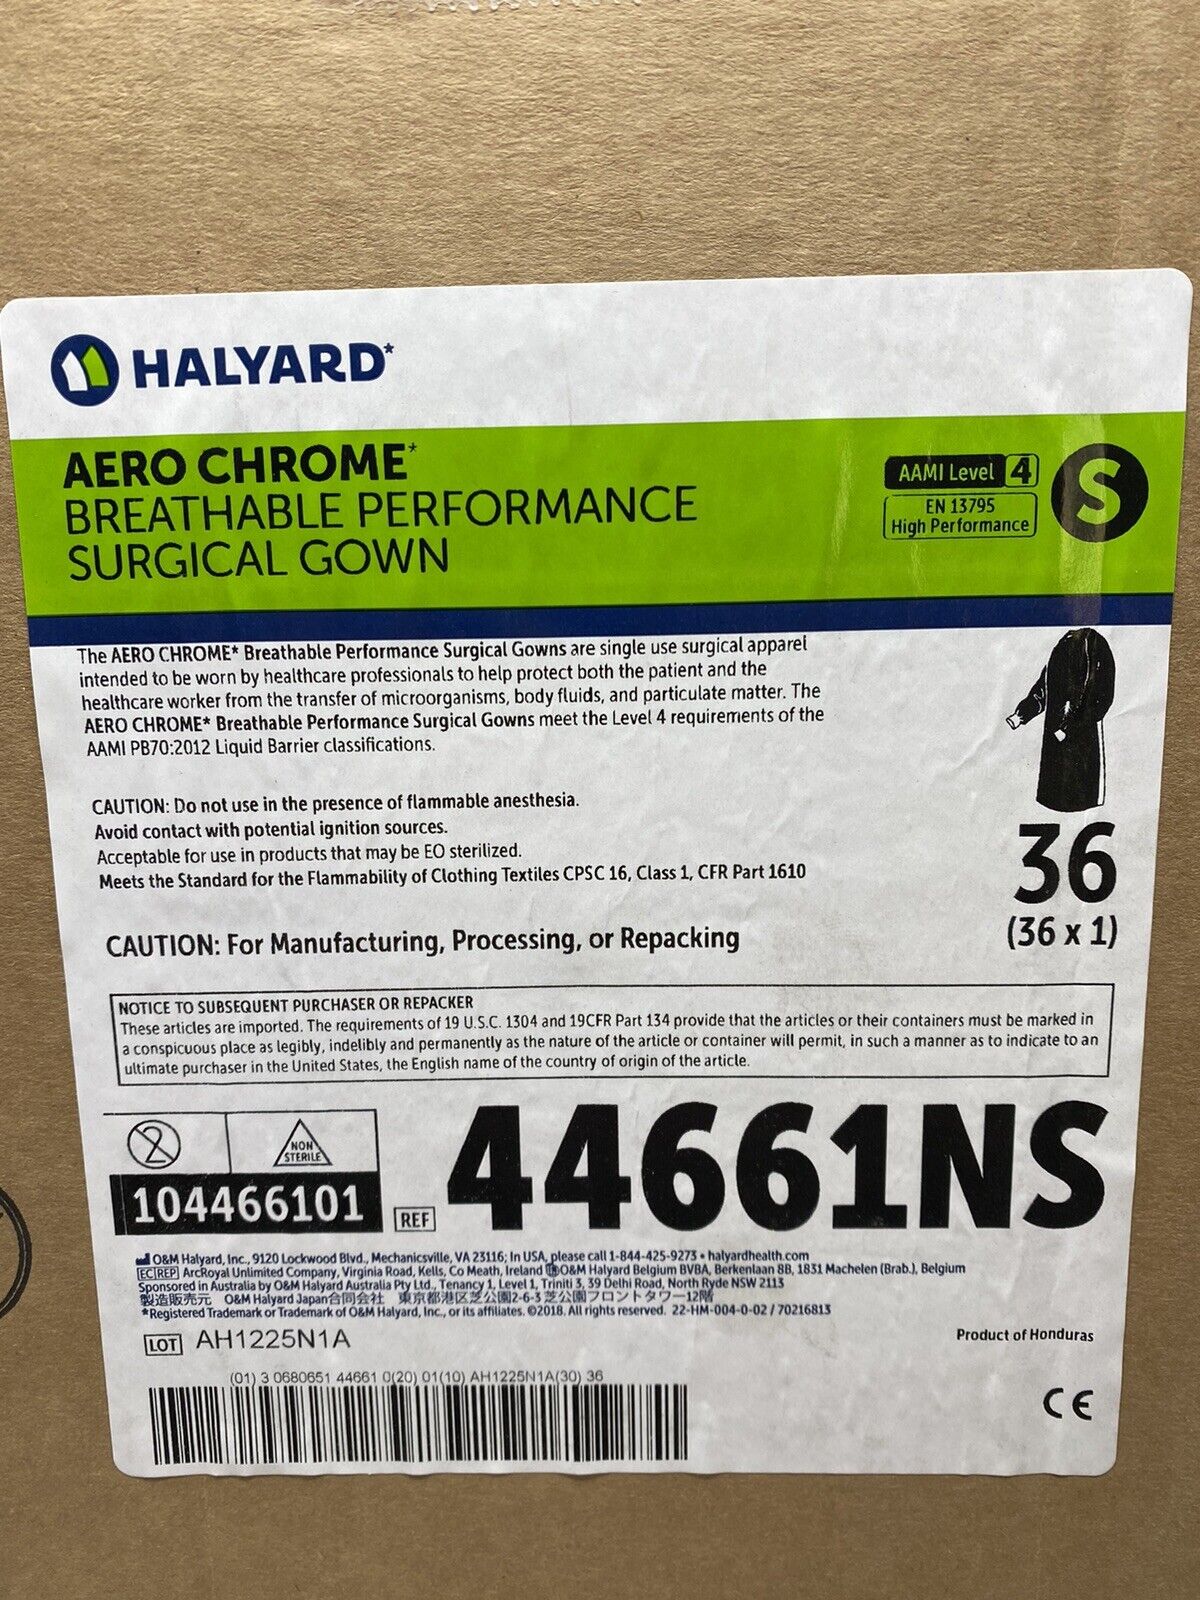 HALYARD*
AERO CHROME*
BREATHABLE PERFORMANCE
SURGICAL GOWN
AAMI Level 4
EN 13795
High Performance
S
The AERO CHROME* Breathable Performance Surgical Gowns are single use surgical apparel
intended to be worn by healthcare professionals to help protect both the patient and the
healthcare worker from the transfer of microorganisms, body fluids, and particulate matter. The
AERO CHROME* Breathable Performance Surgical Gowns meet the Level 4 requirements of the
AAMI PB70:2012 Liquid Barrier classifications.
CAUTION: Do not use in the presence of flammable anesthesia.
Avoid contact with potential ignition sources.
Acceptable for use in products that may be EO sterilized.
Meets the Standard for the Flammability of Clothing Textiles CPSC 16, Class 1, CFR Part 1610
36
(36 x 1)
CAUTION: For Manufacturing, Processing, or Repacking
NOTICE TO SUBSEQUENT PURCHASER OR REPACKER
These articles are imported. The requirements of 19 U.S.C. 1304 and 19CFR Part 134 provide that the articles or their containers must be marked in
a conspicuous place as legibly, indelibly and permanently as the nature of the article or container will permit, in such a manner as to indicate to an
ultimate purchaser in the United States, the English name of the country of origin of the article.
2
NON
STERILE
104466101
REF 44661NS
O&M Halyard, Inc., 9120 Lockwood Blvd., Mechanicsville, VA 23116; In USA, please call 1-844-425-9273 • halyardhealth.com
EC REP ArcRoyal Unlimited Company, Virginia Road, Kells, Co Meath, Ireland O&M Halyard Belgium BVBA, Berkenlaan 8B, 1831 Machelen (Brab.), Belgium
Sponsored in Australia by O&M Halyard Australia Pty Ltd., Tenancy 1, Level 1, Triniti 3, 39 Delhi Road, North Ryde NSW 2113
製造販売元 O&M Halyard Japan合同会社 東京都港区芝公園2-6-3 芝公園フロントタワー12階
*Registered Trademark or Trademark of O&M Halyard, Inc., or its affiliates. ©2018. All rights reserved. 22-HM-004-0-02 / 70216813
LOT AH1225N1A
Product of Honduras
(01) 3 0680651 44661 0(20) 01(10) AH1225N1A(30) 36
CE